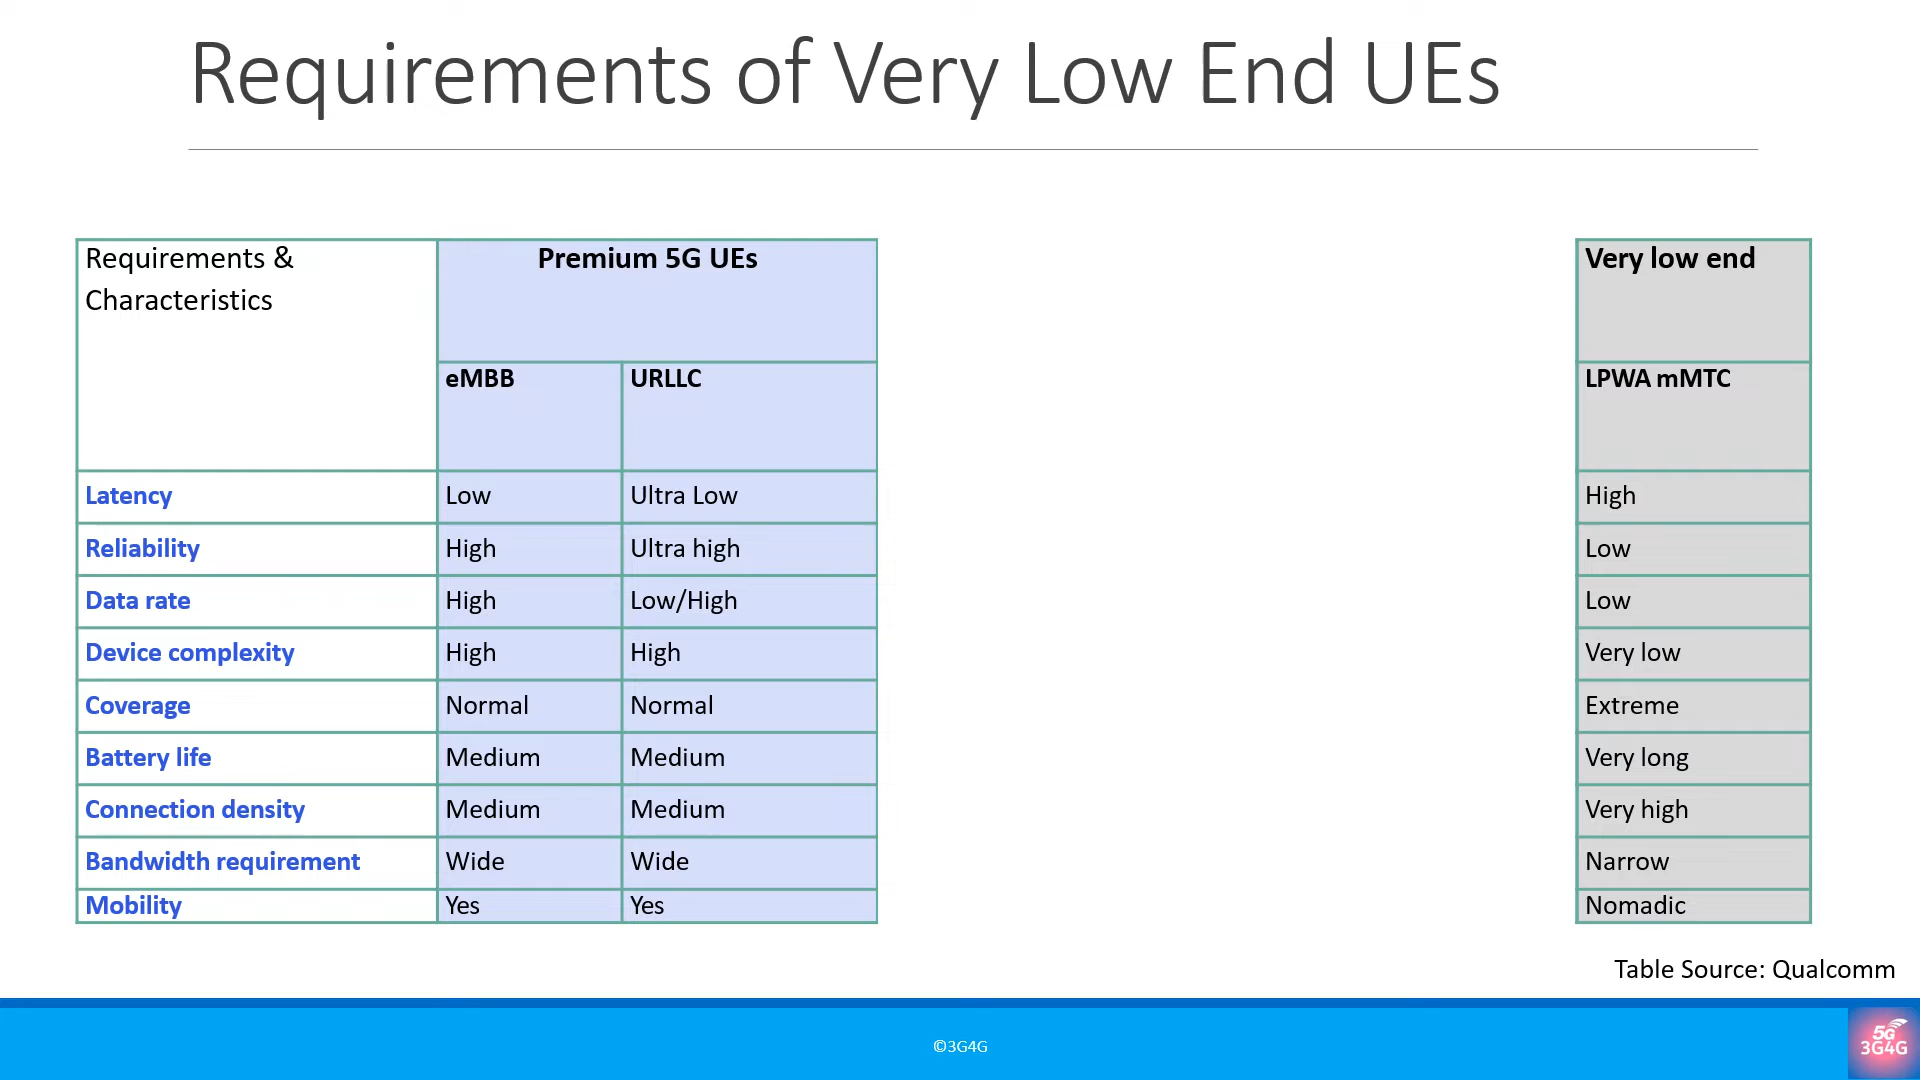 Requirements of Very Low End UEs
Requirements &
Characteristics
Premium 5G UEs
Very low end
eMBB
URLLC
LPWA mMTC
Latency
Low
Ultra Low
High
Reliability
High
Ultra high
Low
Data rate
High
Low/High
Low
Device complexity
High
High
Very low
Coverage
Normal
Normal
Extreme
Battery life
Medium
Medium
Very long
Connection density
Medium
Medium
Very high
Bandwidth requirement
Wide
Wide
Narrow
Mobility
Yes
Yes
Nomadic
Table Source: Qualcomm
©3G4G
5G
3G4G